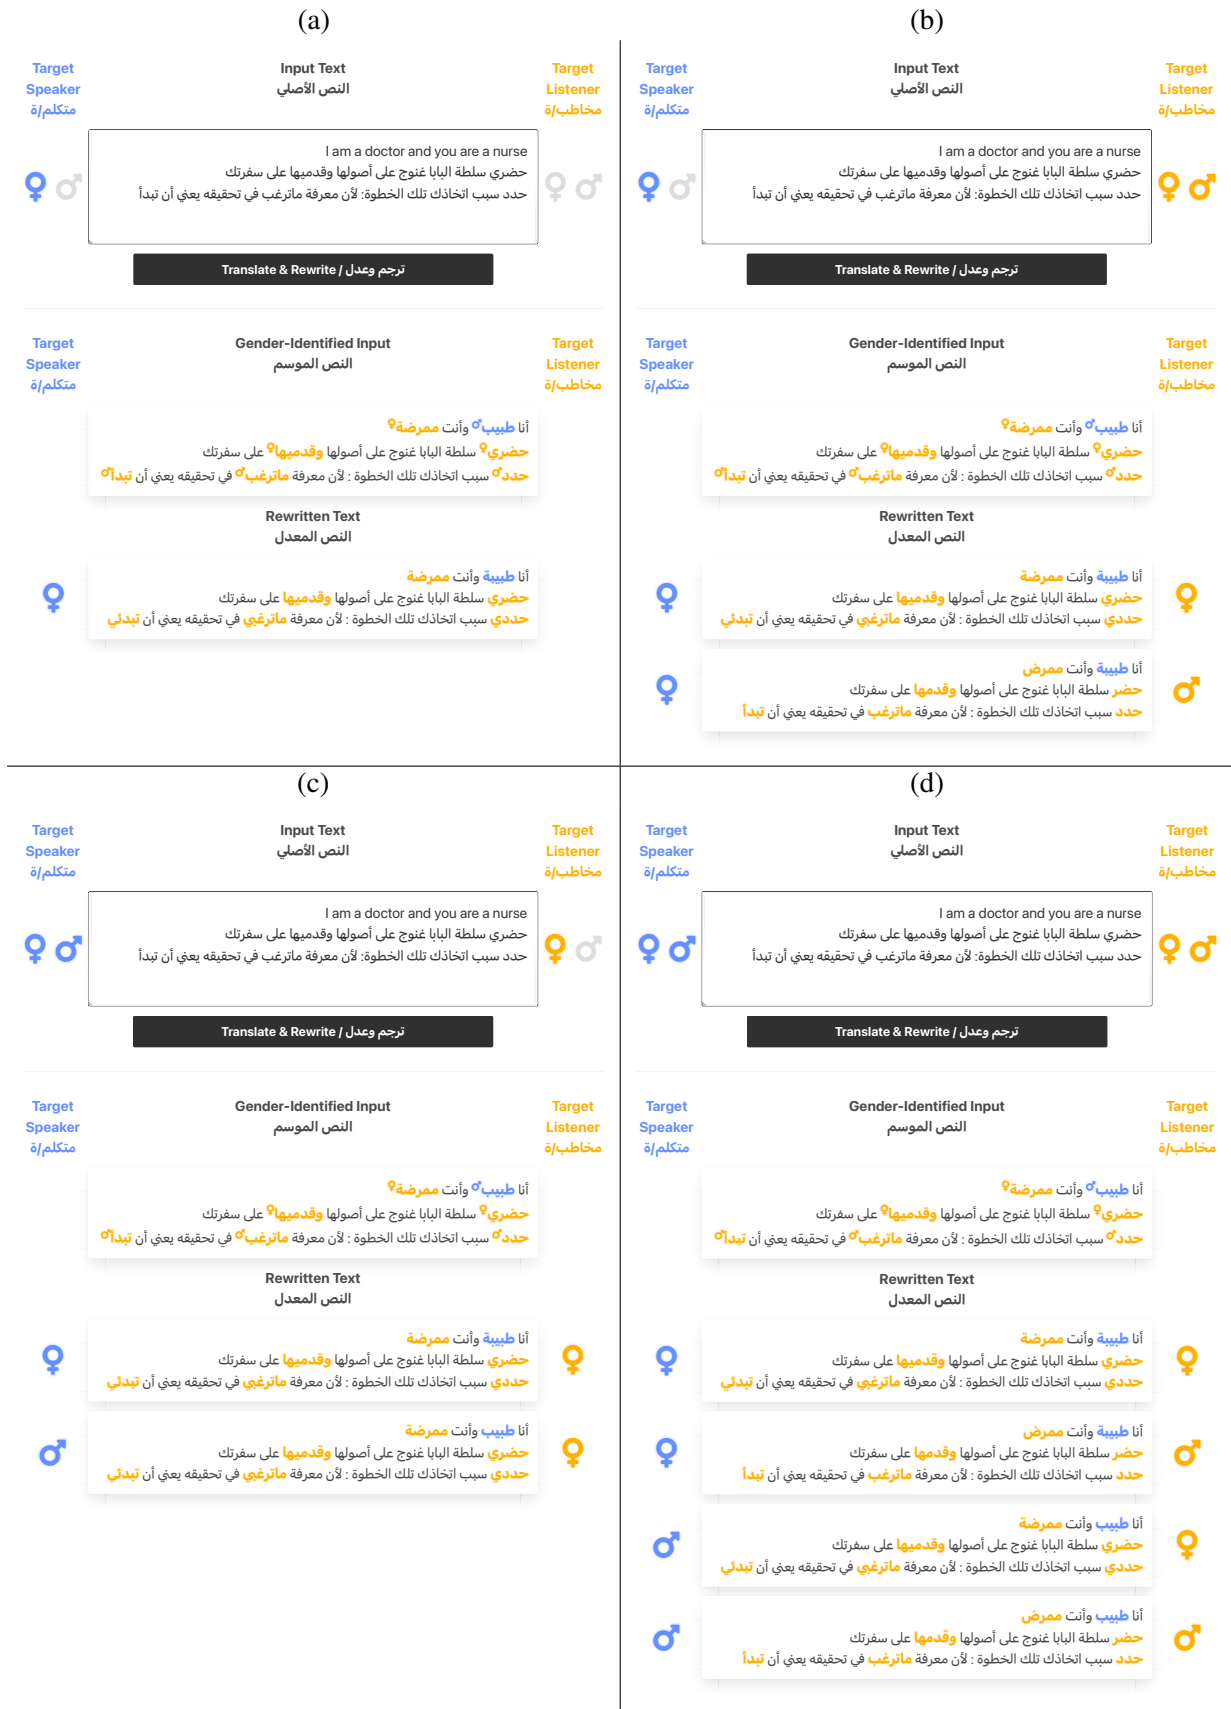 (a)
Target
Speaker
متكلم/ة
Input Text
النص الأصلي
Target
Listener
مخاطب/ة
I am a doctor and you are a nurse
حضري سلطة البابا غنوج على أصولها وقدميها على سفرتك
حدد سبب اتخاذك تلك الخطوة: لأن معرفة ماترغب في تحقيقه يعني أن تبدأ
Translate & Rewrite / ترجم وعدل
Target
Speaker
متكلم/ة
Gender-Identified Input
النص الموسم
Target
Listener
مخاطب/ة
أنا طبيب♂ وأنت ممرضة♀
حضري♀ سلطة البابا غنوج على أصولها وقدميها♀ على سفرتك
حدد♂ سبب اتخاذك تلك الخطوة : لأن معرفة ماترغب♂ في تحقيقه يعني أن تبدأ♂
Rewritten Text
النص المعدل
أنا طبيبة وأنت ممرضة
حضري سلطة البابا غنوج على أصولها وقدميها على سفرتك
حددي سبب اتخاذك تلك الخطوة : لأن معرفة ماترغبي في تحقيقه يعني أن تبدئي
(b)
Target
Speaker
متكلم/ة
Input Text
النص الأصلي
Target
Listener
مخاطب/ة
I am a doctor and you are a nurse
حضري سلطة البابا غنوج على أصولها وقدميها على سفرتك
حدد سبب اتخاذك تلك الخطوة: لأن معرفة ماترغب في تحقيقه يعني أن تبدأ
Translate & Rewrite / ترجم وعدل
Target
Speaker
متكلم/ة
Gender-Identified Input
النص الموسم
Target
Listener
مخاطب/ة
أنا طبيب♂ وأنت ممرضة♀
حضري♀ سلطة البابا غنوج على أصولها وقدميها♀ على سفرتك
حدد♂ سبب اتخاذك تلك الخطوة : لأن معرفة ماترغب♂ في تحقيقه يعني أن تبدأ♂
Rewritten Text
النص المعدل
أنا طبيبة وأنت ممرضة
حضري سلطة البابا غنوج على أصولها وقدميها على سفرتك
حددي سبب اتخاذك تلك الخطوة : لأن معرفة ماترغبي في تحقيقه يعني أن تبدئي
أنا طبيبة وأنت ممرض
حضر سلطة البابا غنوج على أصولها وقدمها على سفرتك
حدد سبب اتخاذك تلك الخطوة : لأن معرفة ماترغب في تحقيقه يعني أن تبدأ
(c)
Target
Speaker
متكلم/ة
Input Text
النص الأصلي
Target
Listener
مخاطب/ة
I am a doctor and you are a nurse
حضري سلطة البابا غنوج على أصولها وقدميها على سفرتك
حدد سبب اتخاذك تلك الخطوة: لأن معرفة ماترغب في تحقيقه يعني أن تبدأ
Translate & Rewrite / ترجم وعدل
Target
Speaker
متكلم/ة
Gender-Identified Input
النص الموسم
Target
Listener
مخاطب/ة
أنا طبيب♂ وأنت ممرضة♀
حضري♀ سلطة البابا غنوج على أصولها وقدميها♀ على سفرتك
حدد♂ سبب اتخاذك تلك الخطوة : لأن معرفة ماترغب♂ في تحقيقه يعني أن تبدأ♂
Rewritten Text
النص المعدل
أنا طبيبة وأنت ممرضة
حضري سلطة البابا غنوج على أصولها وقدميها على سفرتك
حددي سبب اتخاذك تلك الخطوة : لأن معرفة ماترغبي في تحقيقه يعني أن تبدئي
أنا طبيب وأنت ممرضة
حضري سلطة البابا غنوج على أصولها وقدميها على سفرتك
حددي سبب اتخاذك تلك الخطوة : لأن معرفة ماترغبي في تحقيقه يعني أن تبدئي
(d)
Target
Speaker
متكلم/ة
Input Text
النص الأصلي
Target
Listener
مخاطب/ة
I am a doctor and you are a nurse
حضري سلطة البابا غنوج على أصولها وقدميها على سفرتك
حدد سبب اتخاذك تلك الخطوة: لأن معرفة ماترغب في تحقيقه يعني أن تبدأ
Translate & Rewrite / ترجم وعدل
Target
Speaker
متكلم/ة
Gender-Identified Input
النص الموسم
Target
Listener
مخاطب/ة
أنا طبيب♂ وأنت ممرضة♀
حضري♀ سلطة البابا غنوج على أصولها وقدميها♀ على سفرتك
حدد♂ سبب اتخاذك تلك الخطوة : لأن معرفة ماترغب♂ في تحقيقه يعني أن تبدأ♂
Rewritten Text
النص المعدل
أنا طبيبة وأنت ممرضة
حضري سلطة البابا غنوج على أصولها وقدميها على سفرتك
حددي سبب اتخاذك تلك الخطوة : لأن معرفة ماترغبي في تحقيقه يعني أن تبدئي
أنا طبيبة وأنت ممرض
حضر سلطة البابا غنوج على أصولها وقدمها على سفرتك
حدد سبب اتخاذك تلك الخطوة : لأن معرفة ماترغب في تحقيقه يعني أن تبدأ
أنا طبيب وأنت ممرضة
حضري سلطة البابا غنوج على أصولها وقدميها على سفرتك
حددي سبب اتخاذك تلك الخطوة : لأن معرفة ماترغبي في تحقيقه يعني أن تبدئي
أنا طبيب وأنت ممرض
حضر سلطة البابا غنوج على أصولها وقدمها على سفرتك
حدد سبب اتخاذك تلك الخطوة : لأن معرفة ماترغب في تحقيقه يعني أن تبدأ